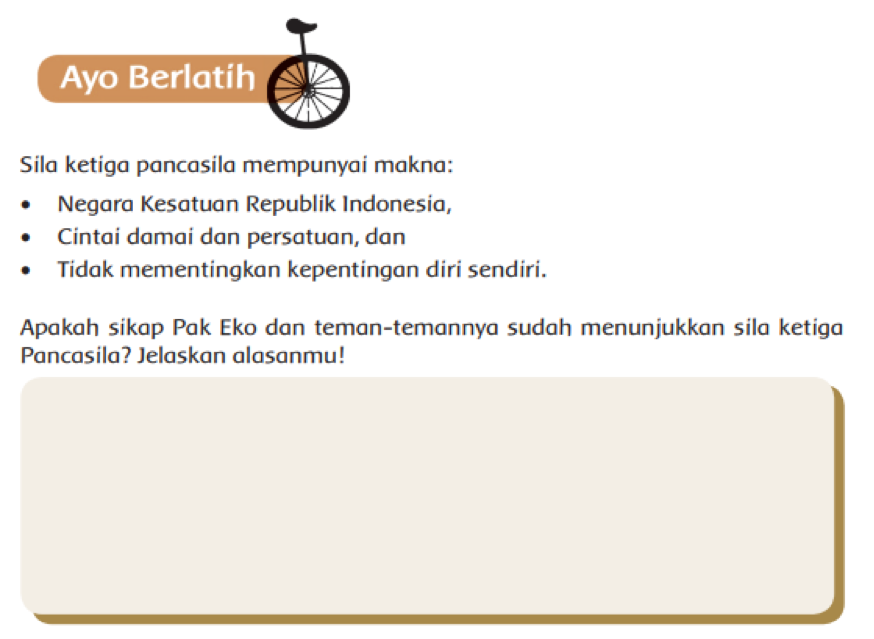 Ayo Berlatih
Sila ketiga pancasila mempunyai makna:
• Negara Kesatuan Republik Indonesia,
• Cintai damai dan persatuan, dan
• Tidak mementingkan kepentingan diri sendiri.
Apakah sikap Pak Eko dan teman-temannya sudah menunjukkan sila ketiga
Pancasila? Jelaskan alasanmu!